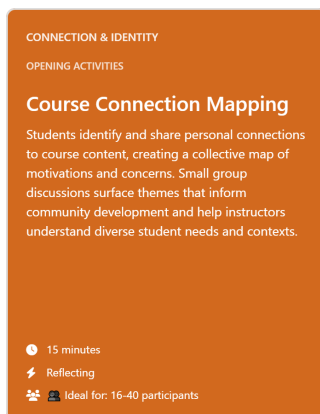 CONNECTION & IDENTITY
OPENING ACTIVITIES
Course Connection Mapping
Students identify and share personal connections
to course content, creating a collective map of
motivations and concerns. Small group
discussions surface themes that inform
community development and help instructors
understand diverse student needs and contexts.
15 minutes
Reflecting
👥 Ideal for: 16-40 participants